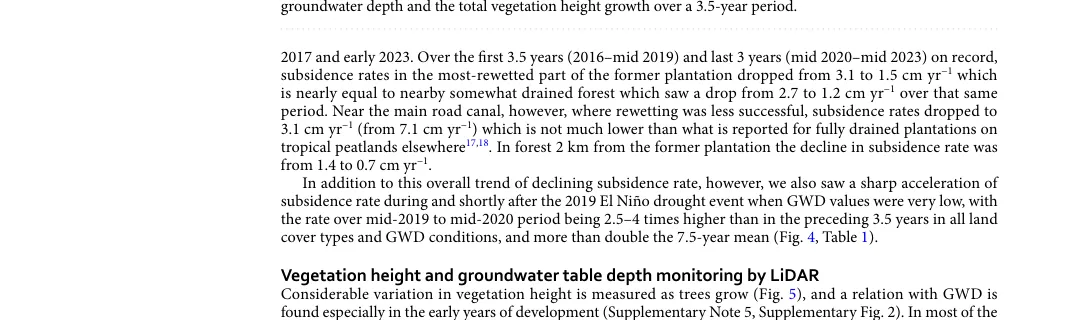 groundwater depth and the total vegetation height growth over a 3.5-year period.
2017 and early 2023. Over the first 3.5 years (2016–mid 2019) and last 3 years (mid 2020–mid 2023) on record,
subsidence rates in the most-rewetted part of the former plantation dropped from 3.1 to 1.5 cm yr⁻¹ which
is nearly equal to nearby somewhat drained forest which saw a drop from 2.7 to 1.2 cm yr⁻¹ over that same
period. Near the main road canal, however, where rewetting was less successful, subsidence rates dropped to
3.1 cm yr⁻¹ (from 7.1 cm yr⁻¹) which is not much lower than what is reported for fully drained plantations on
tropical peatlands elsewhere¹⁷,¹⁸. In forest 2 km from the former plantation the decline in subsidence rate was
from 1.4 to 0.7 cm yr⁻¹.
In addition to this overall trend of declining subsidence rate, however, we also saw a sharp acceleration of
subsidence rate during and shortly after the 2019 El Niño drought event when GWD values were very low, with
the rate over mid-2019 to mid-2020 period being 2.5–4 times higher than in the preceding 3.5 years in all land
cover types and GWD conditions, and more than double the 7.5-year mean (Fig. 4, Table 1).
Vegetation height and groundwater table depth monitoring by LiDAR
Considerable variation in vegetation height is measured as trees grow (Fig. 5), and a relation with GWD is
found especially in the early years of development (Supplementary Note 5, Supplementary Fig. 2). In most of the